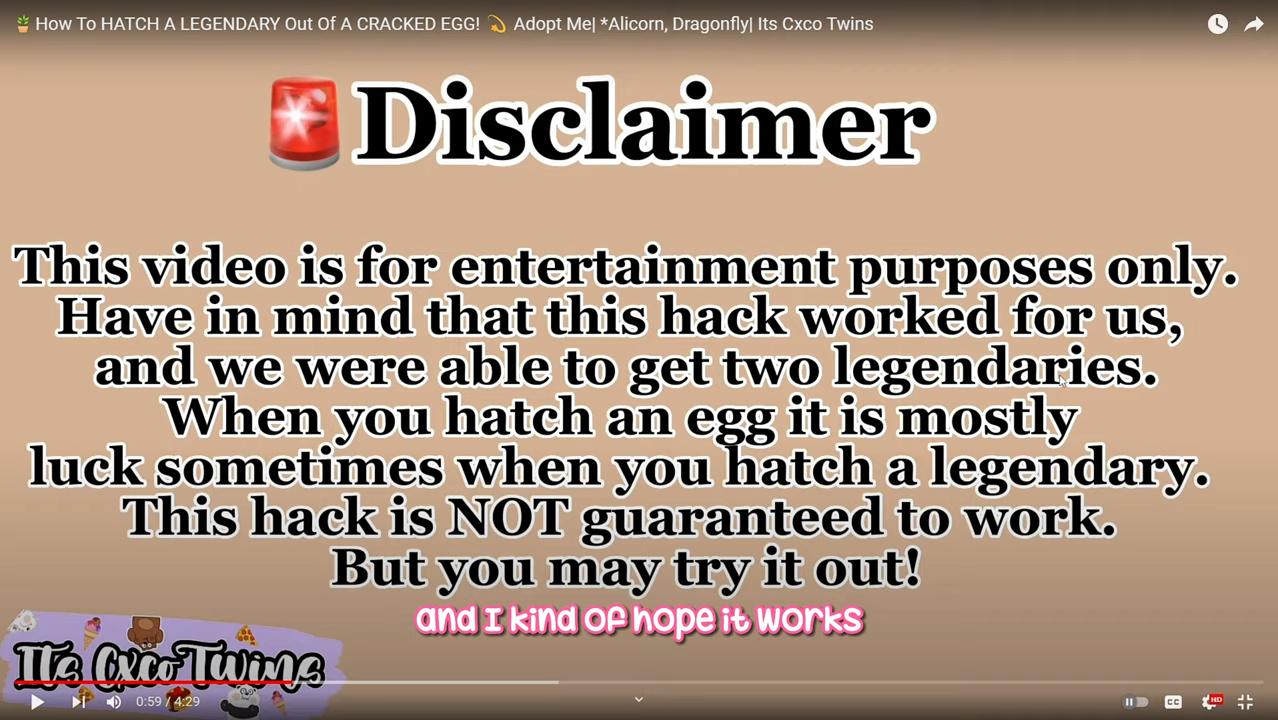 🪴How To HATCH A LEGENDARY Out Of A CRACKED EGG! 💫 Adopt Me| *Alicorn, Dragonfly| Its Cxco Twins
🚨Disclaimer
This video is for entertainment purposes only.
Have in mind that this hack worked for us,
and we were able to get two legendaries.
When you hatch an egg it is mostly
luck sometimes when you hatch a legendary.
This hack is NOT guaranteed to work.
But you may try it out!
and I kind of hope it works
Its Cxco Twins
0:59 / 4:29
CC
HD